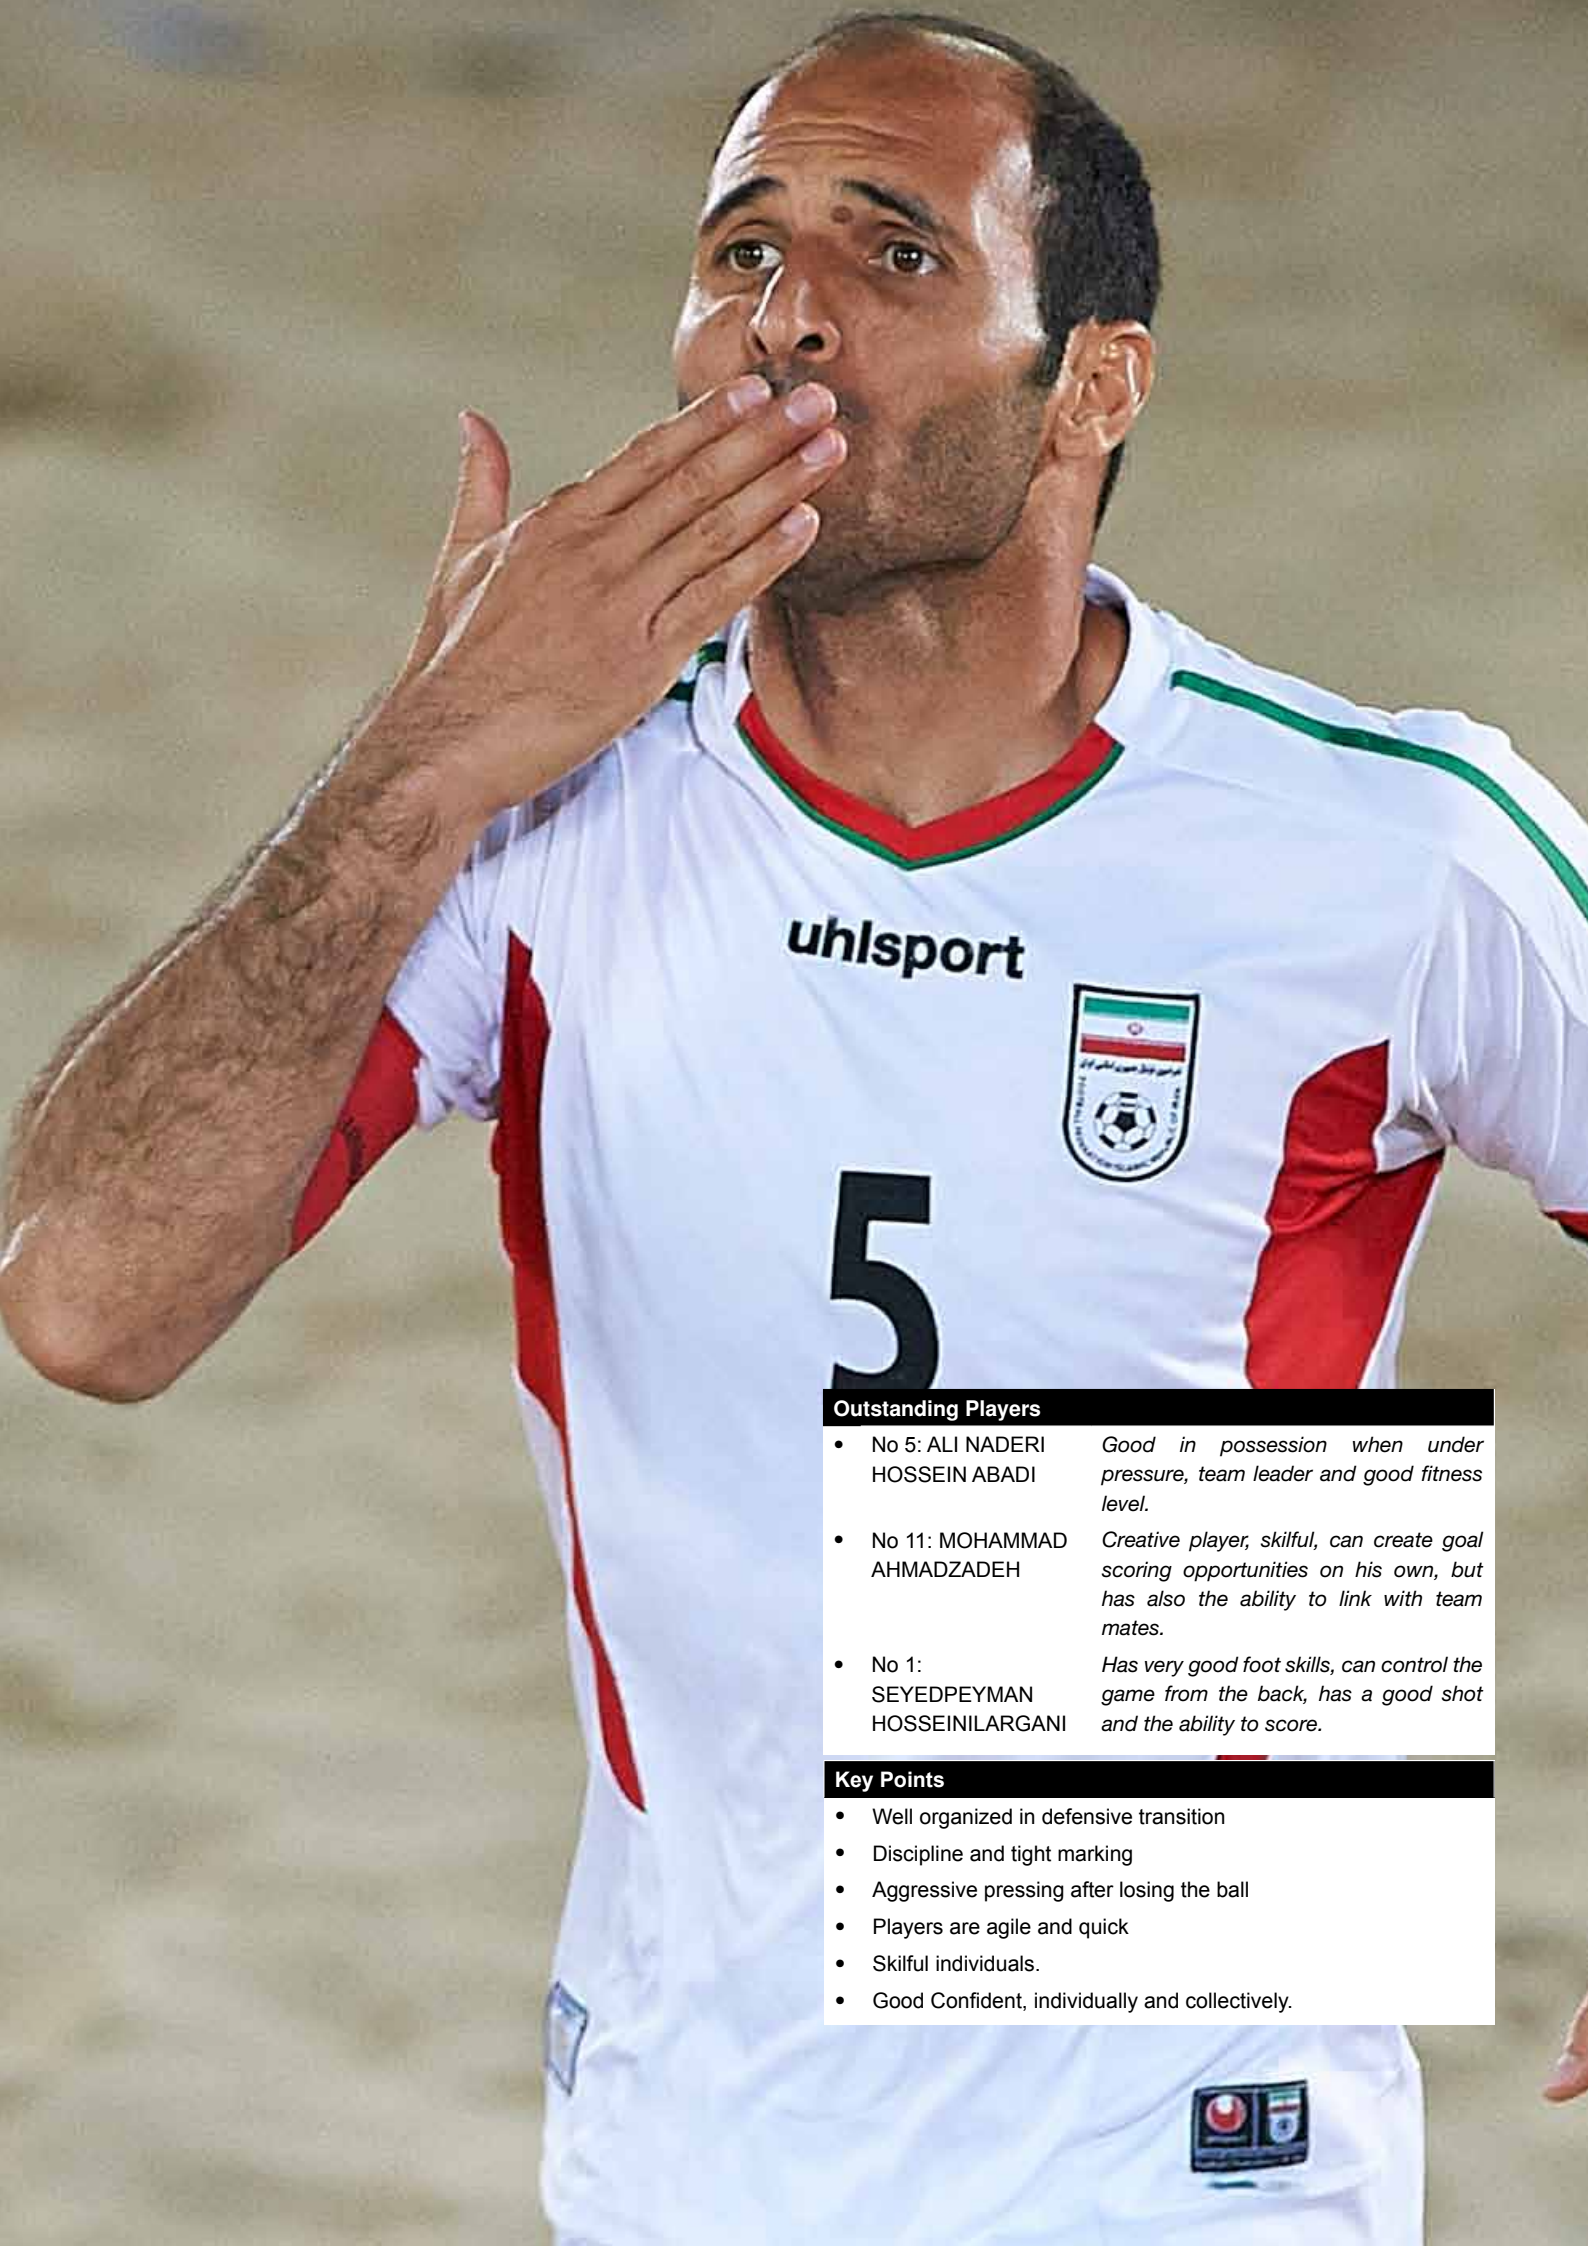 uhlsport
5
Outstanding Players
• No 5: ALI NADERI
HOSSEIN ABADI
Good in possession when under
pressure, team leader and good fitness
level.
• No 11: MOHAMMAD
AHMADZADEH
Creative player, skilful, can create goal
scoring opportunities on his own, but
has also the ability to link with team
mates.
• No 1:
SEYEDPEYMAN
HOSSEINILARGANI
Has very good foot skills, can control the
game from the back, has a good shot
and the ability to score.
Key Points
• Well organized in defensive transition
• Discipline and tight marking
• Aggressive pressing after losing the ball
• Players are agile and quick
• Skilful individuals.
• Good Confident, individually and collectively.